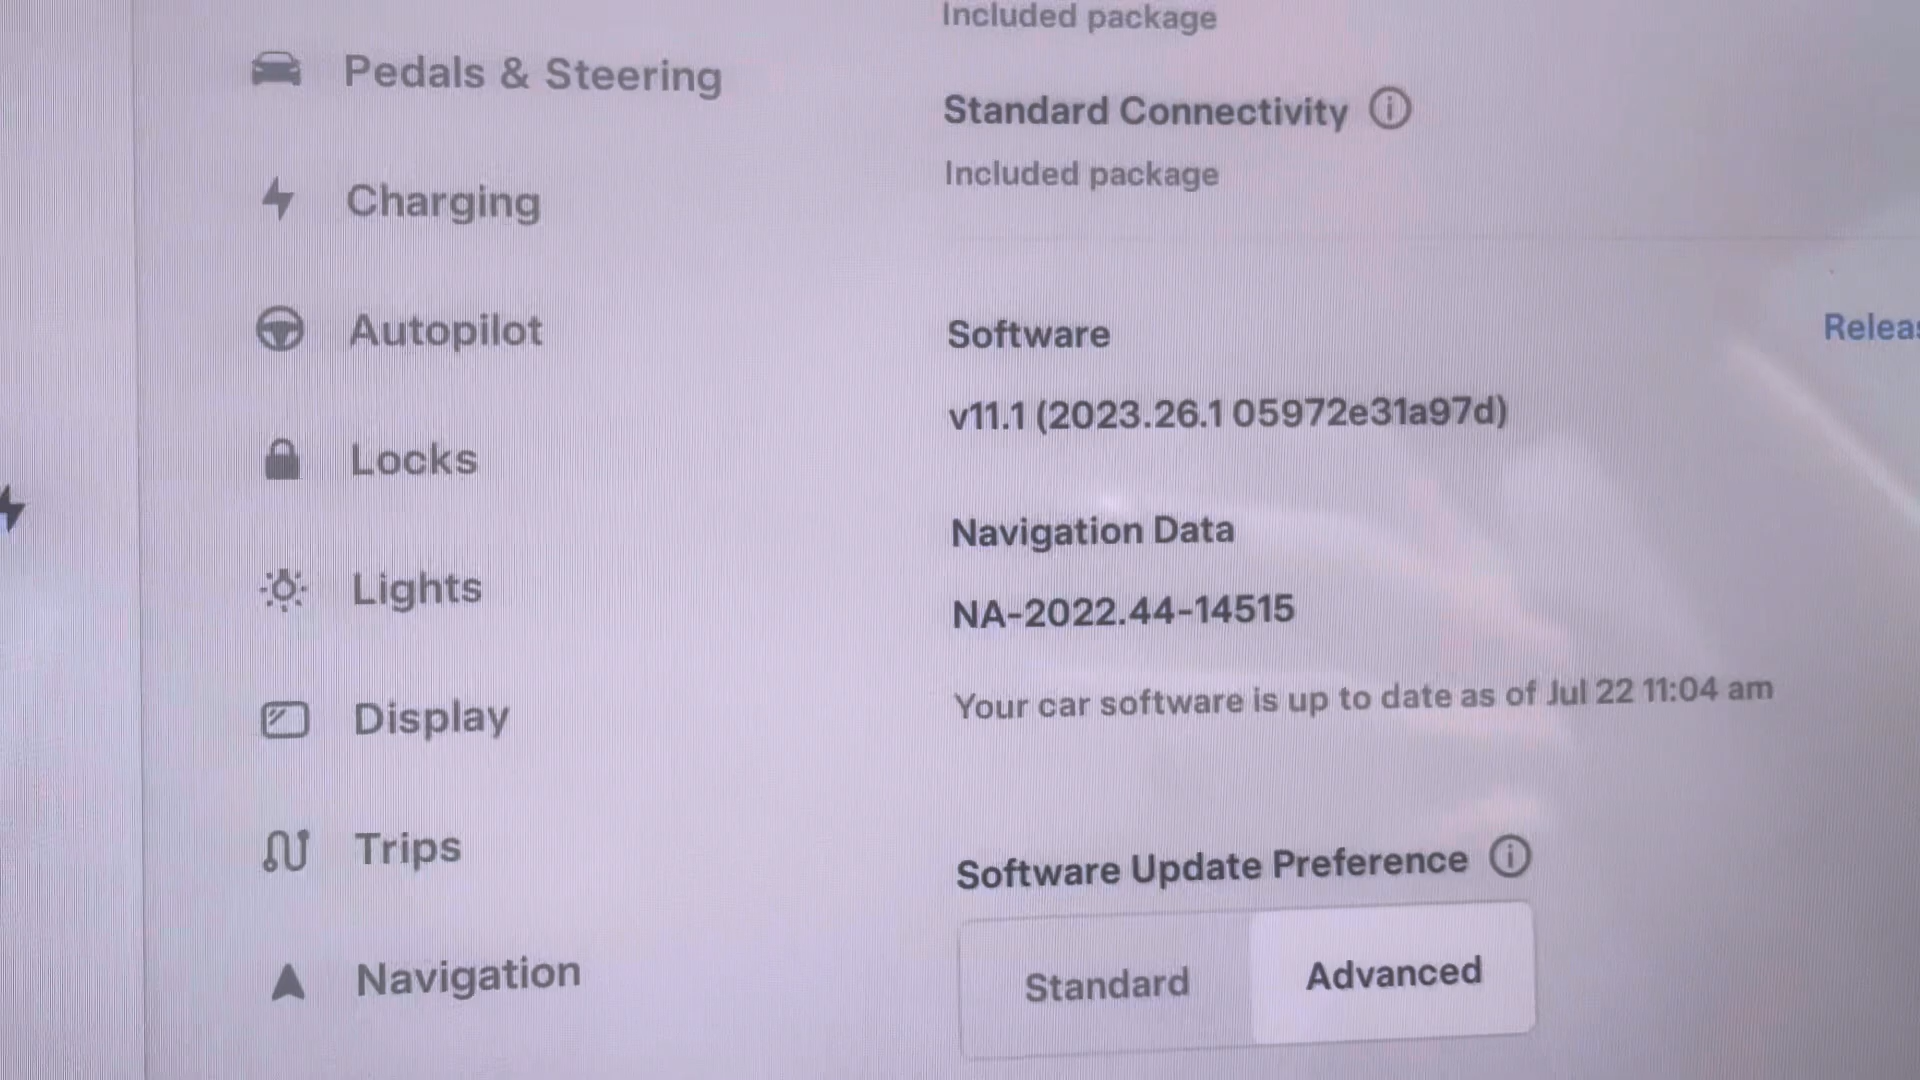 Pedals & Steering
Charging
Autopilot
Locks
Lights
Display
Trips
Navigation
Included package
Standard Connectivity
Included package
Software
v11.1 (2023.26.1 05972e31a97d)
Navigation Data
NA-2022.44-14515
Your car software is up to date as of Jul 22 11:04 am
Software Update Preference
Standard
Advanced